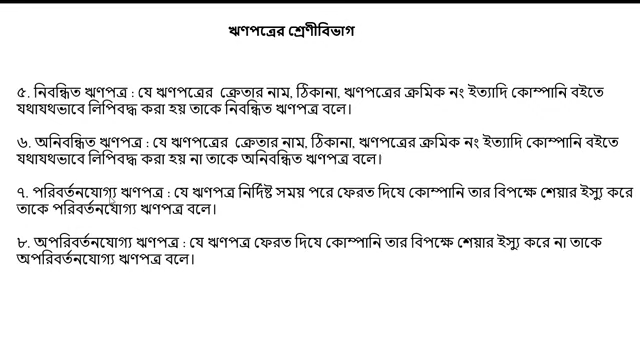 ঋণপত্রের শ্রেণীবিভাগ
৫. নিবন্ধিত ঋণপত্র : যে ঋণপত্রের ক্রেতার নাম, ঠিকানা, ঋণপত্রের ক্রমিক নং ইত্যাদি কোম্পানি বইতে
যথাযথভাবে লিপিবদ্ধ করা হয় তাকে নিবন্ধিত ঋণপত্র বলে।
৬. অনিবন্ধিত ঋণপত্র : যে ঋণপত্রের ক্রেতার নাম, ঠিকানা, ঋণপত্রের ক্রমিক নং ইত্যাদি কোম্পানি বইতে
যথাযথভাবে লিপিবদ্ধ করা হয় না তাকে অনিবন্ধিত ঋণপত্র বলে।
৭. পরিবর্তনযোগ্য ঋণপত্র : যে ঋণপত্র নির্দিষ্ট সময় পরে ফেরত দিযে কোম্পানি তার বিপক্ষে শেয়ার ইস্যু করে
তাকে পরিবর্তনযোগ্য ঋণপত্র বলে।
৮. অপরিবর্তনযোগ্য ঋণপত্র : যে ঋণপত্র ফেরত দিযে কোম্পানি তার বিপক্ষে শেয়ার ইস্যু করে না তাকে
অপরিবর্তনযোগ্য ঋণপত্র বলে।